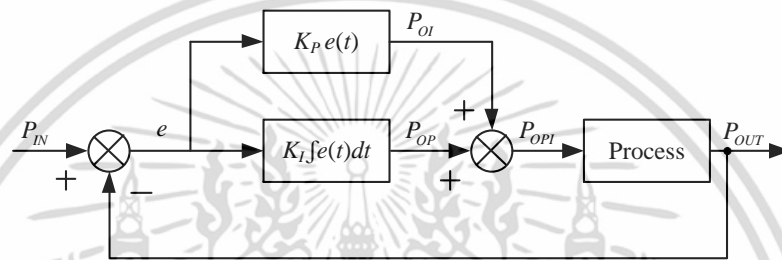 K_P e(t)
P_OI
P_IN
e
K_I ∫e(t)dt
P_OP
P_OPI
Process
P_OUT
+
−
+
+